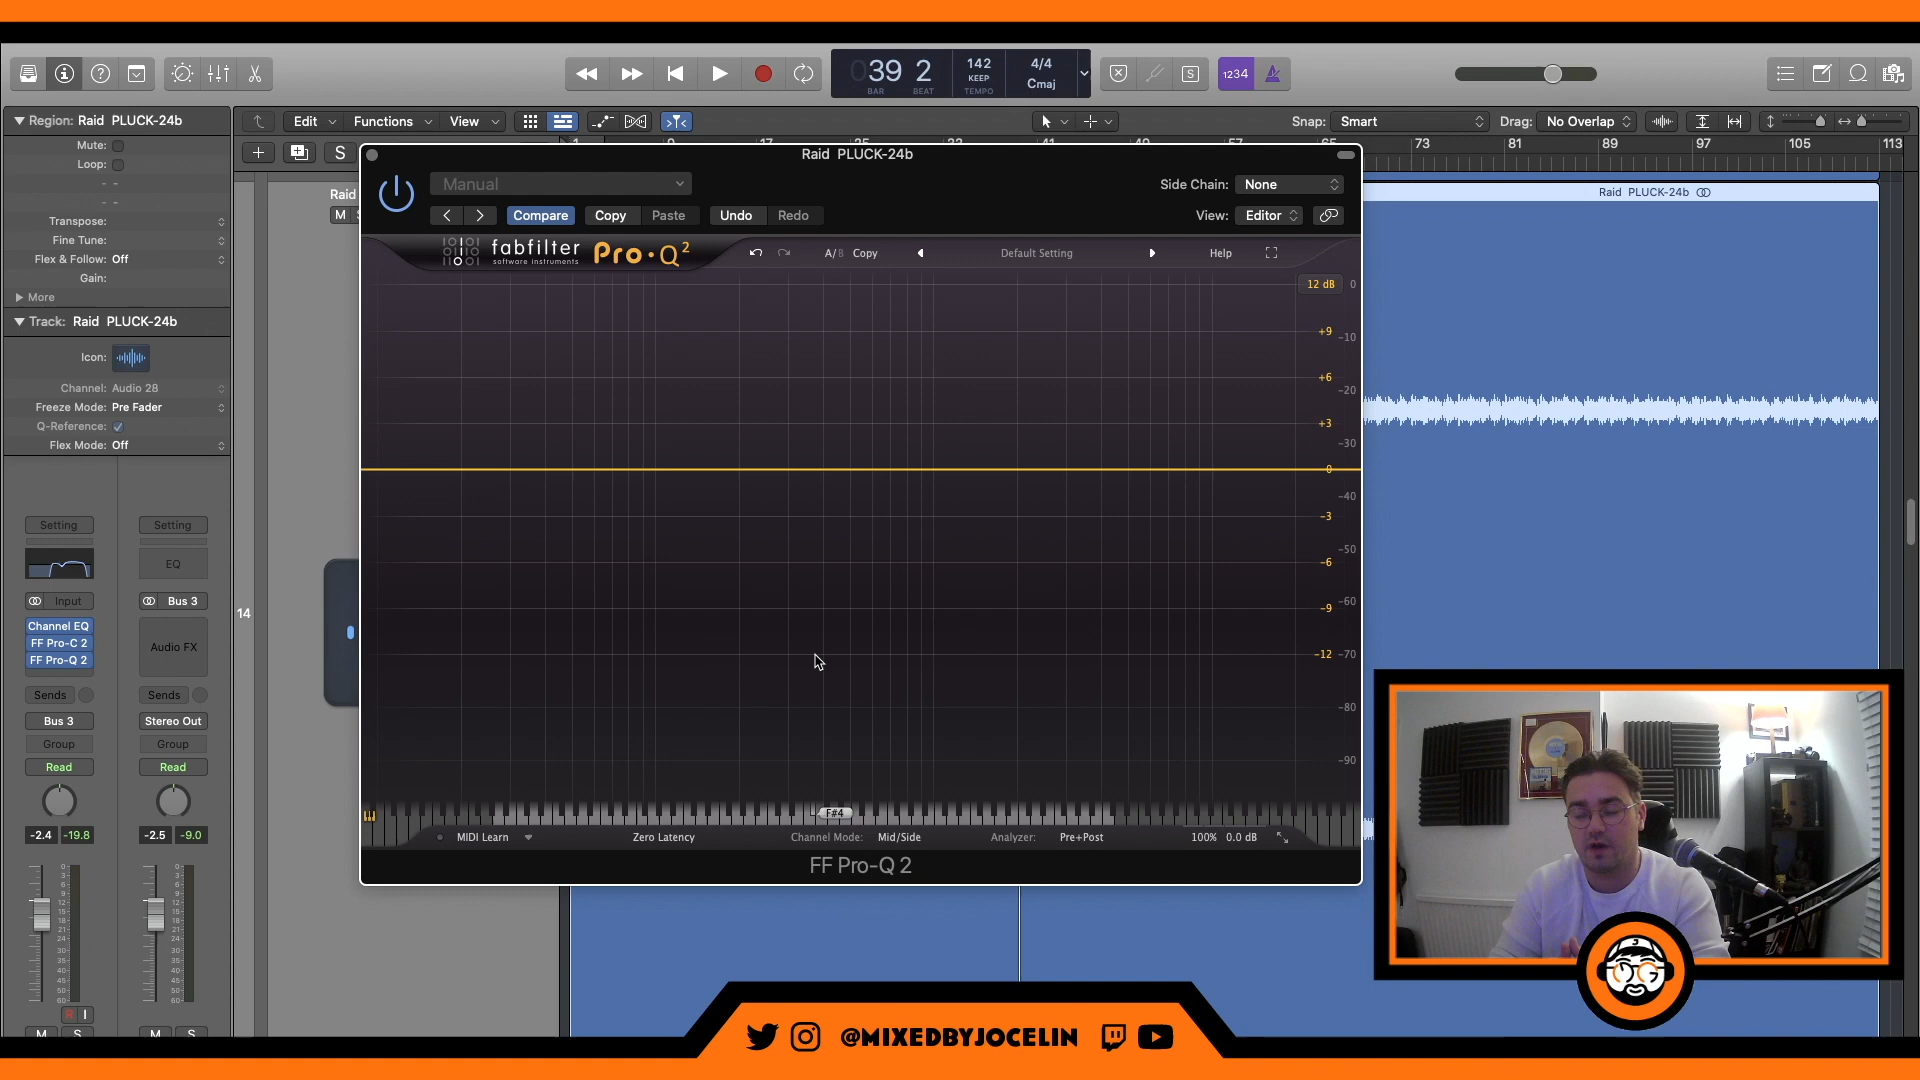 1234
039 2
BAR BEAT
142
KEEP
TEMPO
4/4
Cmaj
S
Region: Raid PLUCK-24b
Edit Functions View
Snap: Smart
Drag: No Overlap
S
73 81 89 97 105 113
Mute:
Loop:
Transpose:
Fine Tune:
Flex & Follow: Off
Gain:
More
Track: Raid PLUCK-24b
Icon:
Channel: Audio 28
Freeze Mode: Pre Fader
Q-Reference:
Flex Mode: Off
Raid
M
Raid PLUCK-24b
Raid PLUCK-24b
Manual
Side Chain: None
Compare Copy Paste Undo Redo
View: Editor
fabfilter
software instruments
Pro·Q²
A/B Copy
Default Setting
Help
12 dB 0
+9
-10
+6
-20
+3
-30
0
-40
-3
-50
-6
-9
-60
-12 -70
-80
-90
F#4
MIDI Learn
Zero Latency
Channel Mode: Mid/Side
Analyzer: Pre+Post
100% 0.0 dB
FF Pro-Q 2
14
Setting Setting
EQ
Input
Bus 3
Channel EQ
FF Pro-C 2
FF Pro-Q 2
Audio FX
Sends Sends
Bus 3 Stereo Out
Group Group
Read Read
-2.4 -19.8 -2.5 -9.0
R I
M S M S
@MIXEDBYJOCELIN